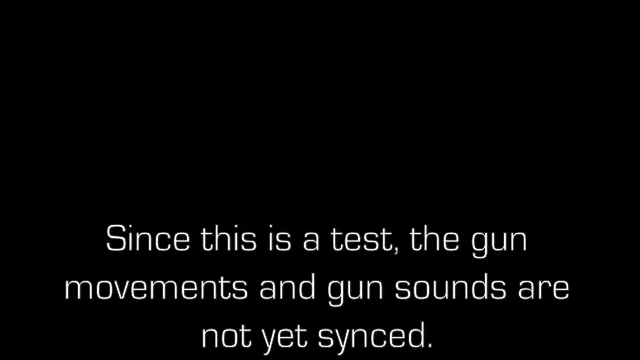 Since this is a test, the gun
movements and gun sounds are
not yet synced.